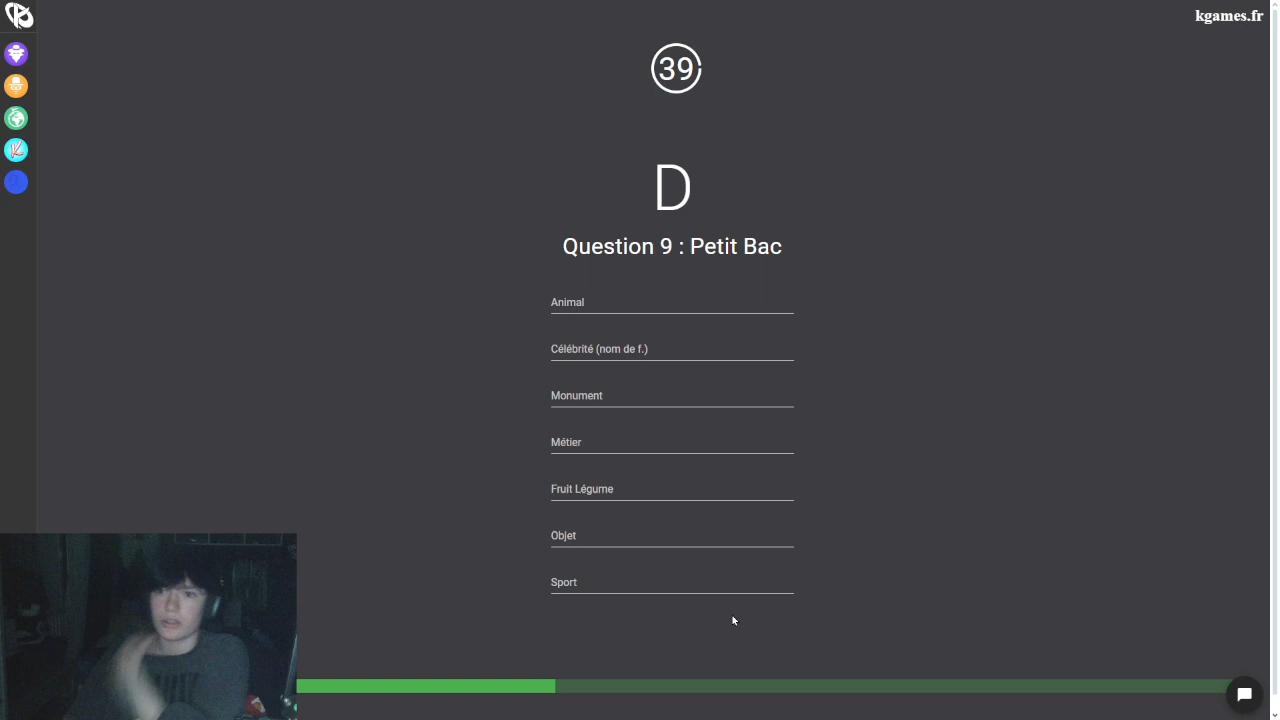 kgames.fr
39
D
Question 9 : Petit Bac
Animal
Célébrité (nom de f.)
Monument
Métier
Fruit Légume
Objet
Sport